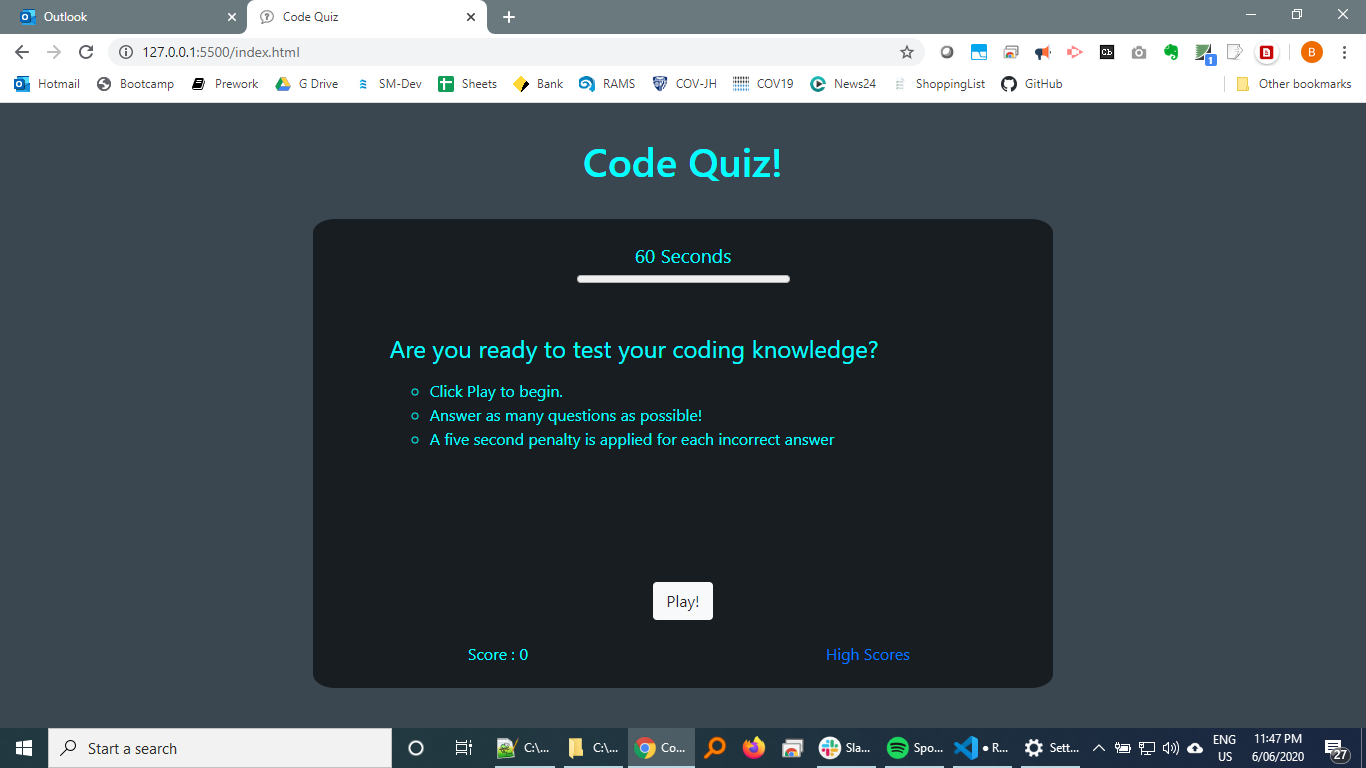 Outlook
Code Quiz
127.0.0.1:5500/index.html
Cb
1
B
Hotmail
Bootcamp
Prework
G Drive
SM-Dev
Sheets
Bank
RAMS
COV-JH
COV19
News24
ShoppingList
GitHub
Other bookmarks
Code Quiz!
60 Seconds
Are you ready to test your coding knowledge?
Click Play to begin.
Answer as many questions as possible!
A five second penalty is applied for each incorrect answer
Play!
Score : 0
High Scores
Start a search
C:\...
C:\...
Co...
Sla...
Spo...
● R...
Sett...
ENG
US
11:47 PM
6/06/2020
27